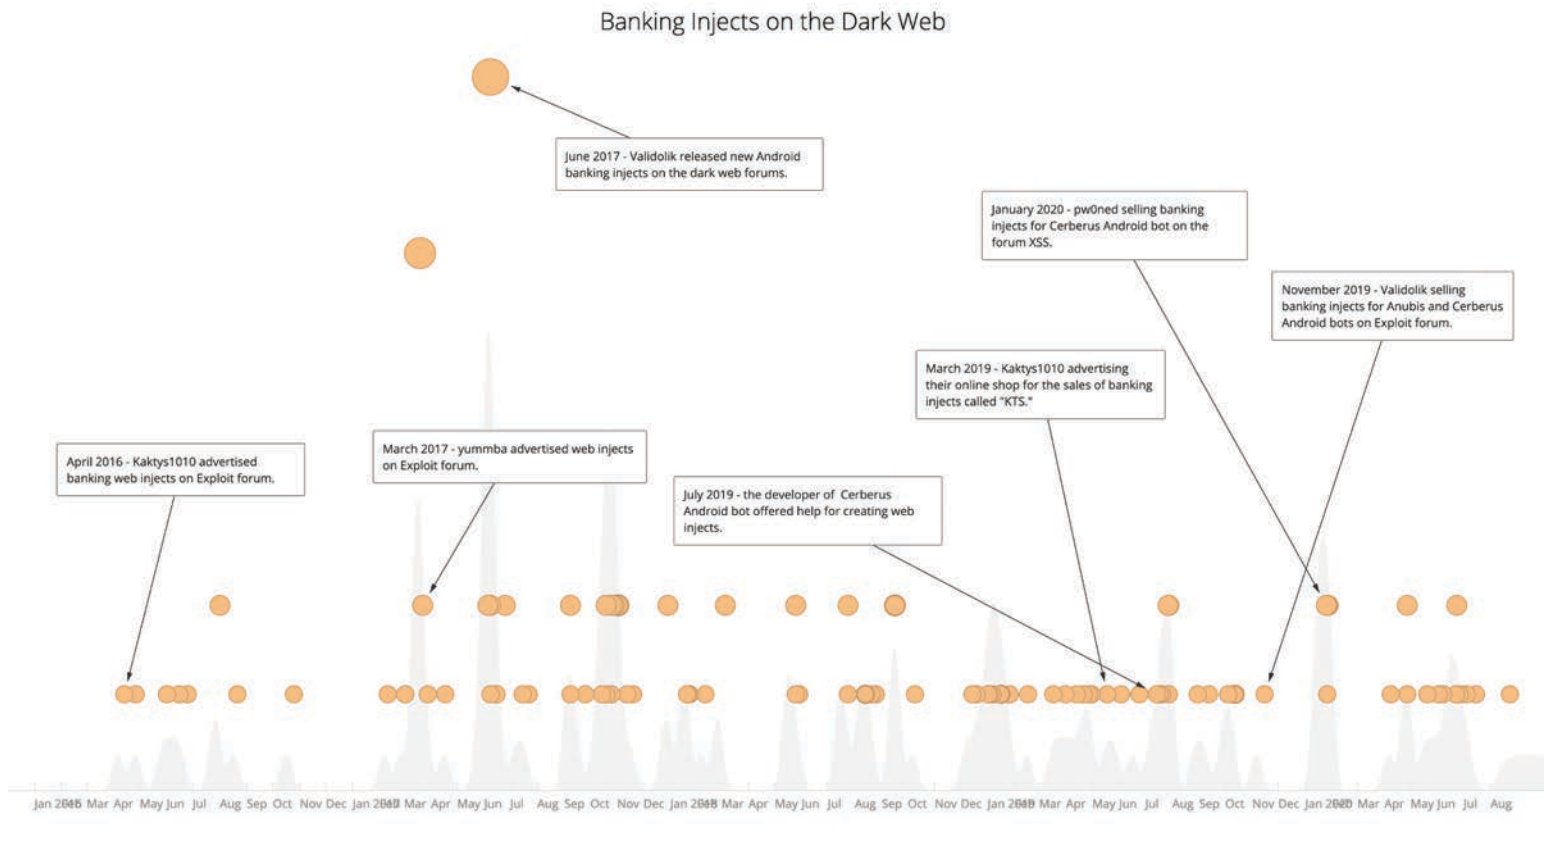 Banking Injects on the Dark Web
June 2017 - Validolik released new Android
banking injects on the dark web forums.
January 2020 - pw0ned selling banking
injects for Cerberus Android bot on the
forum XSS.
November 2019 - Validolik selling
banking injects for Anubis and Cerberus
Android bots on Exploit forum.
March 2019 - Kaktys1010 advertising
their online shop for the sales of banking
injects called "KTS."
April 2016 - Kaktys1010 advertised
banking web injects on Exploit forum.
March 2017 - yummba advertised web injects
on Exploit forum.
July 2019 - the developer of Cerberus
Android bot offered help for creating web
injects.
Jan Mar Apr May Jun Jul Aug Sep Oct Nov Dec Jan Mar Apr May Jun Jul Aug Sep Oct Nov Dec Jan Mar Apr May Jun Jul Aug Sep Oct Nov Dec Jan Mar Apr May Jun Jul Aug Sep Oct Nov Dec Jan Mar Apr May Jun Jul Aug